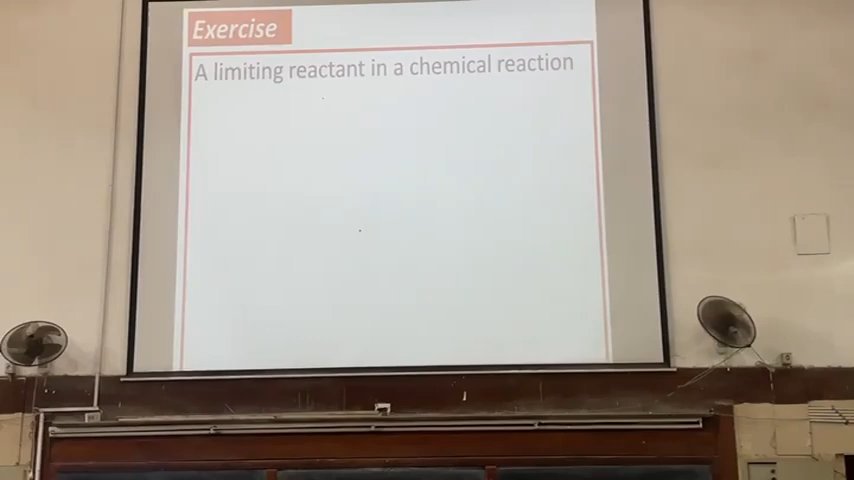 Exercise
A limiting reactant in a chemical reaction